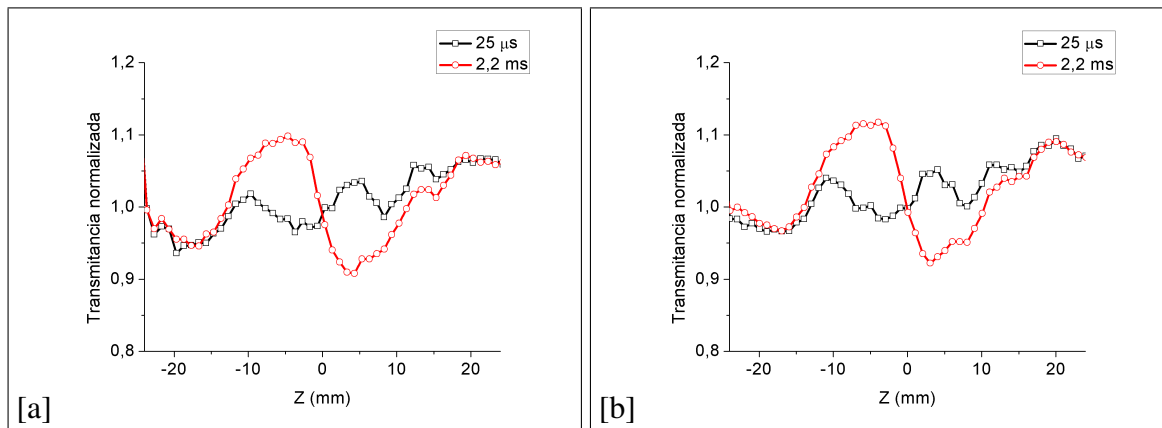 25 μs
2,2 ms
1,2
1,1
1,0
0,9
0,8
-20
-10
0
10
20
Transmitancia normalizada
Z (mm)
[a]
25 μs
2,2 ms
1,2
1,1
1,0
0,9
0,8
-20
-10
0
10
20
Transmitancia normalizada
Z (mm)
[b]